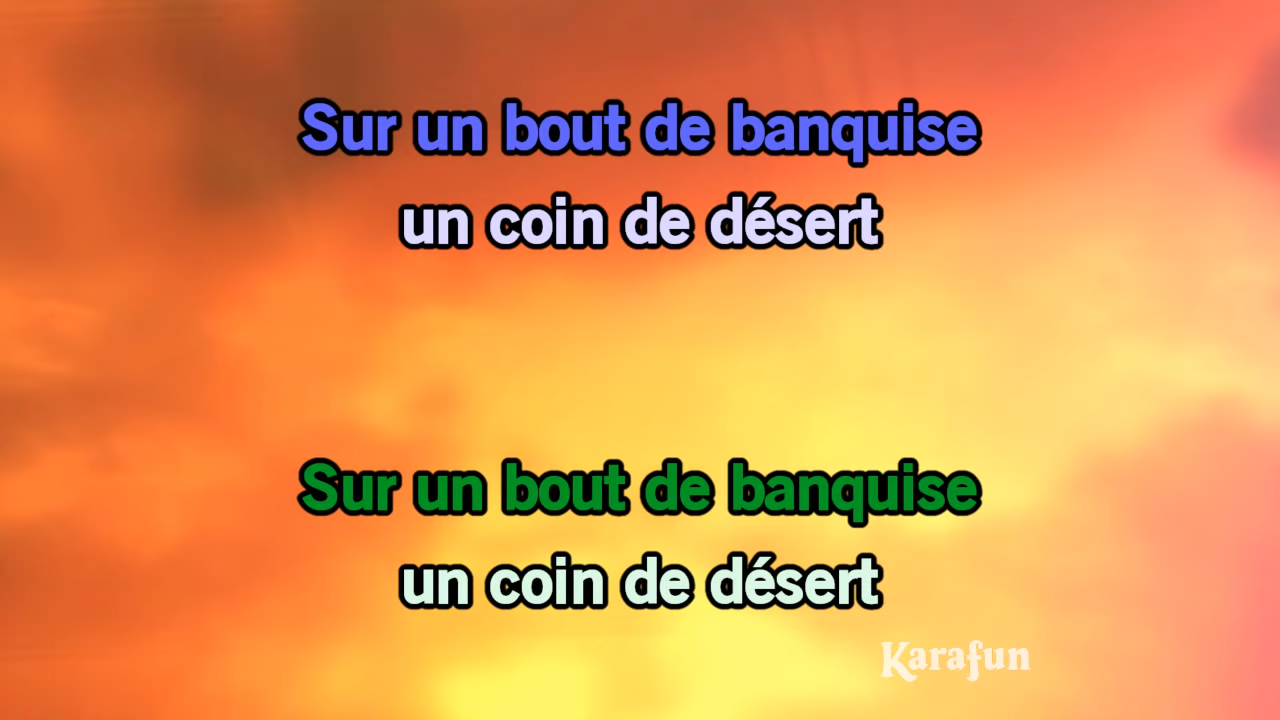 Sur un bout de banquise
un coin de désert
Sur un bout de banquise
un coin de désert
Karafun